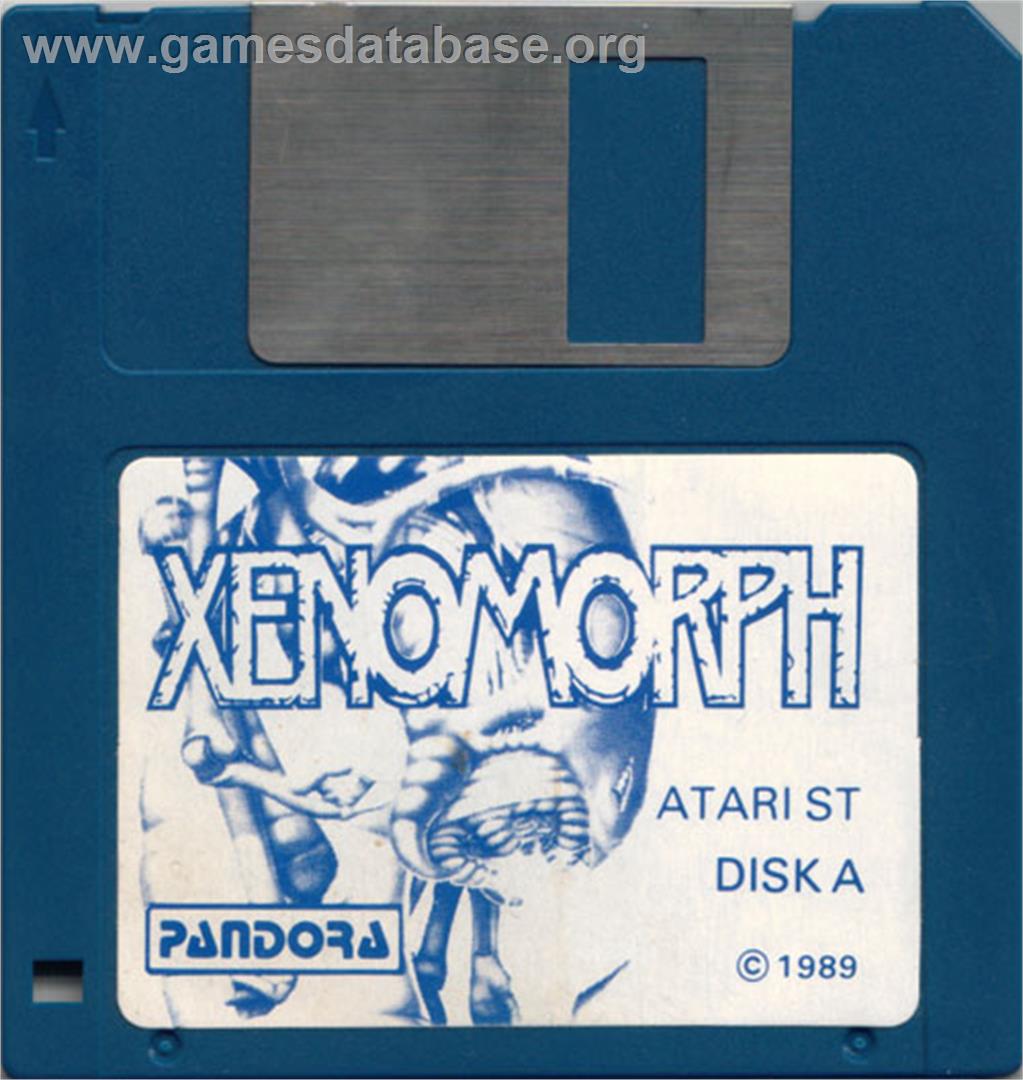 www.gamesdatabase.org
XENOMORPH
ATARI ST
DISK A
PANDORA
© 1989